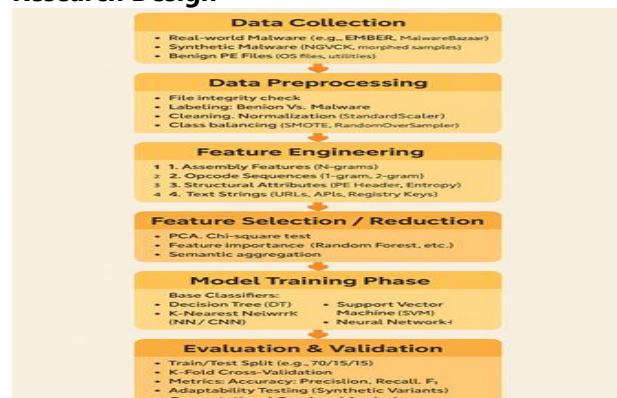 Research Design
Data Collection
• Real-world Malware (e.g., EMBER, MalwareBazaar)
• Synthetic Malware (NGVCK, morphed samples)
• Benign PE Files (OS files, utilities)
Data Preprocessing
• File integrity check
• Labeling: Benion Vs. Malware
• Cleaning. Normalization (StandardScaler)
• Class balancing (SMOTE, RandomOverSampler)
Feature Engineering
1 1. Assembly Features (N-grams)
2 2. Opcode Sequences (1-gram, 2-gram)
3 3. Structural Attributes (PE Header, Entropy)
4 4. Text Strings (URLs, APIs, Registry Keys)
Feature Selection / Reduction
• PCA. Chi-square test
• Feature importance (Random Forest, etc.)
• Semantic aggregation
Model Training Phase
Base Classifiers:
• Decision Tree (DT)
• K-Nearest Neiwrrk
(NN / CNN)
• Support Vector
Machine (SVM)
• Neural Network
Evaluation & Validation
• Train/Test Split (e.g., 70/15/15)
• K-Fold Cross-Validation
• Metrics: Accuracy: Precision, Recall. F₁
• Adaptability Testing (Synthetic Variants)